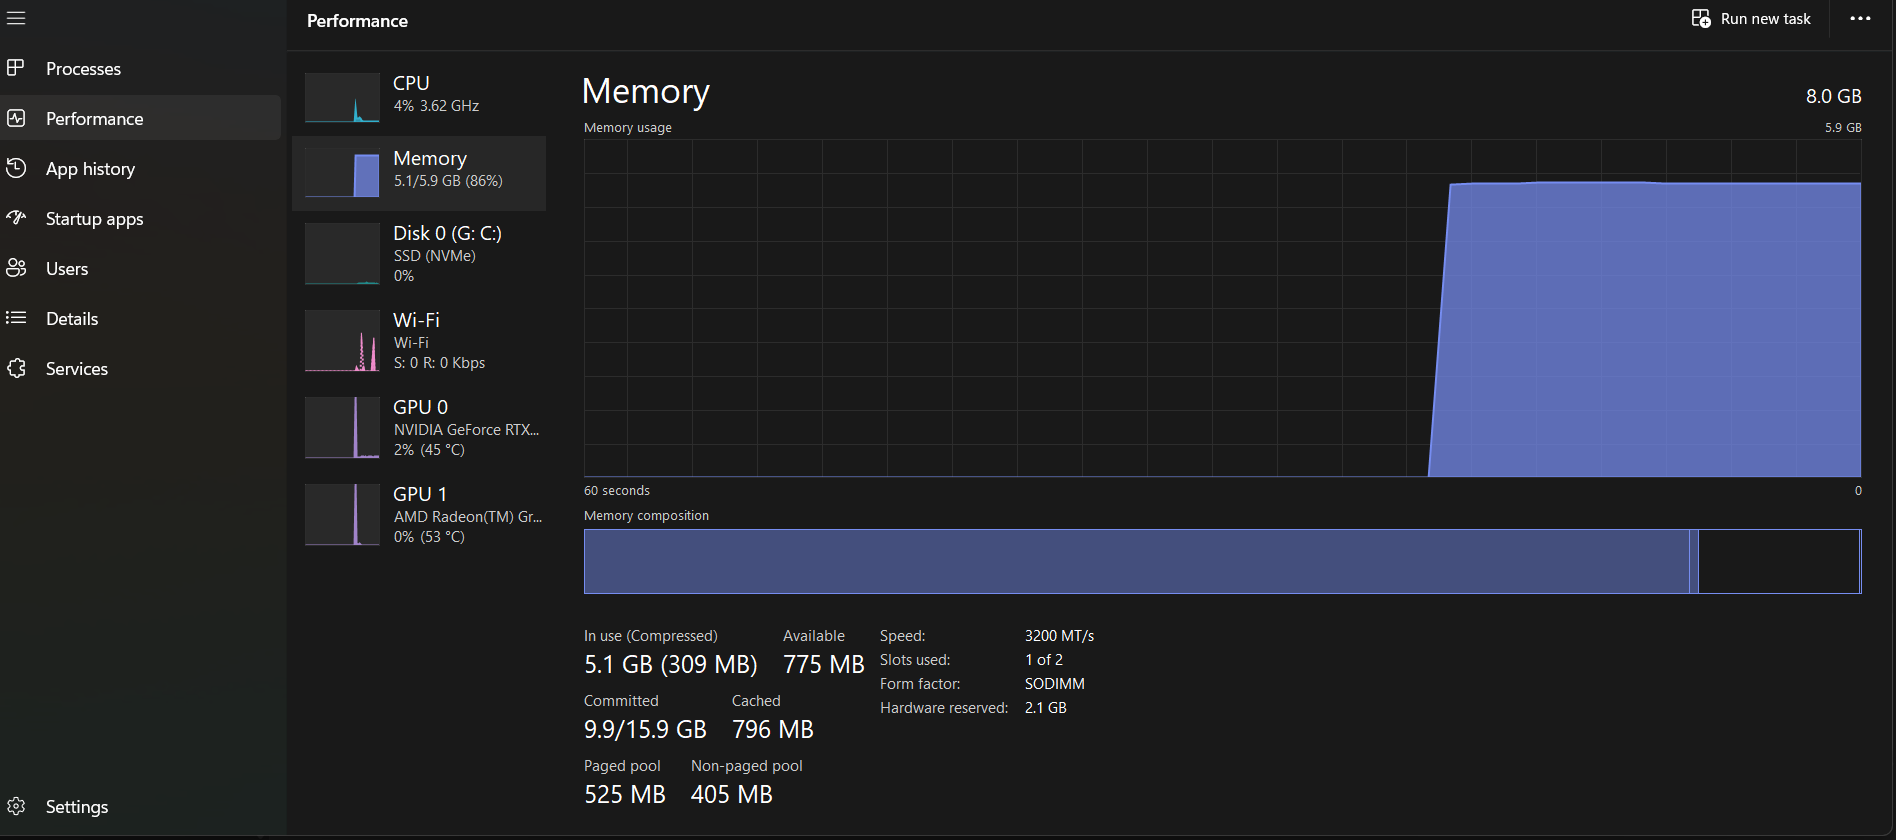 Performance
Run new task
Processes
Performance
App history
Startup apps
Users
Details
Services
Settings
CPU
4% 3.62 GHz
Memory
5.1/5.9 GB (86%)
Disk 0 (G: C:)
SSD (NVMe)
0%
Wi-Fi
Wi-Fi
S: 0 R: 0 Kbps
GPU 0
NVIDIA GeForce RTX...
2% (45 °C)
GPU 1
AMD Radeon(TM) Gr...
0% (53 °C)
Memory
8.0 GB
Memory usage
5.9 GB
60 seconds
0
Memory composition
In use (Compressed)
5.1 GB (309 MB)
Available
775 MB
Committed
9.9/15.9 GB
Cached
796 MB
Paged pool
525 MB
Non-paged pool
405 MB
Speed: 3200 MT/s
Slots used: 1 of 2
Form factor: SODIMM
Hardware reserved: 2.1 GB